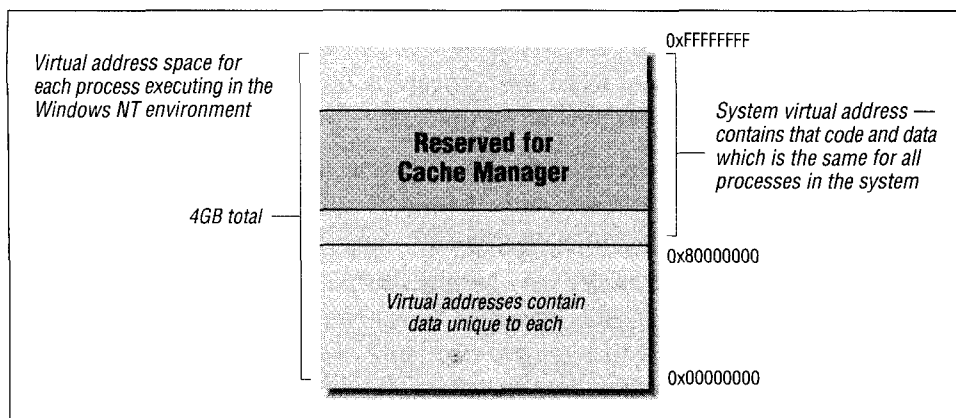 0xFFFFFFFF
Virtual address space for
each process executing in the
Windows NT environment
System virtual address —
contains that code and data
which is the same for all
processes in the system
Reserved for
Cache Manager
4GB total
0x80000000
Virtual addresses contain
data unique to each
0x00000000